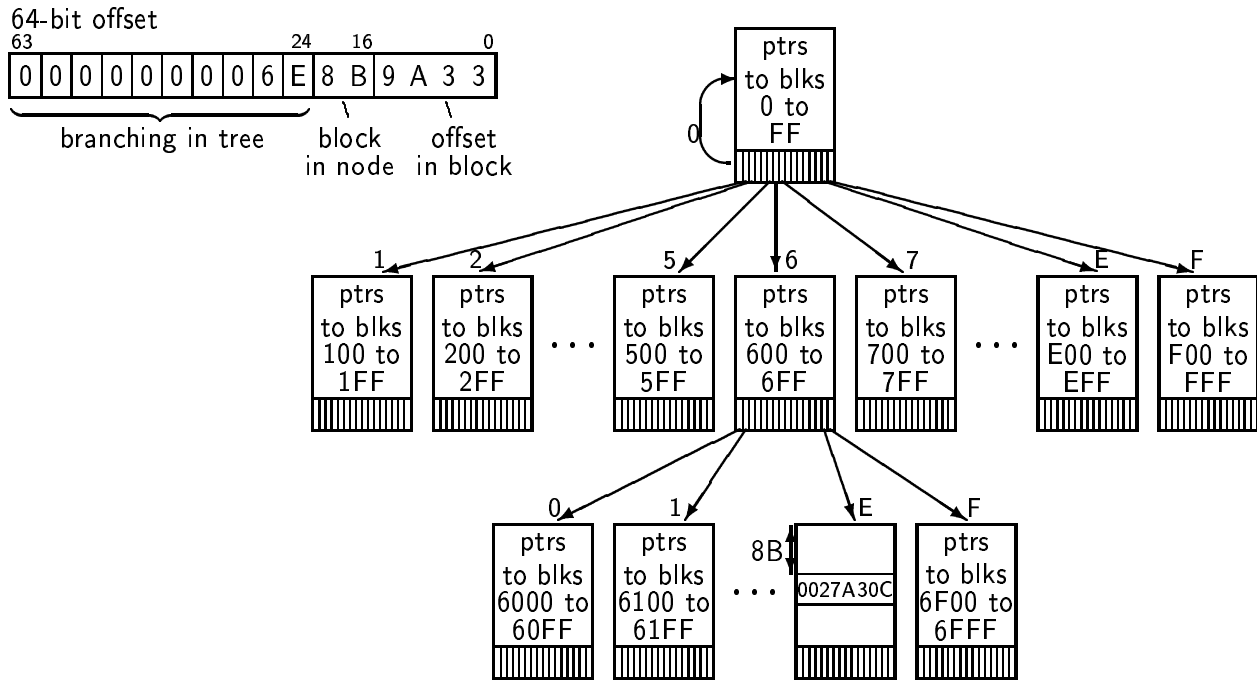 64-bit offset
63 24 16 0
0 0 0 0 0 0 0 0 6 E 8 B 9 A 3 3
branching in tree
block
in node
offset
in block
ptrs
to blks
0 to
FF
0
1 2 5 6 7 E F
ptrs
to blks
100 to
1FF
ptrs
to blks
200 to
2FF
...
ptrs
to blks
500 to
5FF
ptrs
to blks
600 to
6FF
ptrs
to blks
700 to
7FF
...
ptrs
to blks
E00 to
EFF
ptrs
to blks
F00 to
FFF
0 1 E F
ptrs
to blks
6000 to
60FF
ptrs
to blks
6100 to
61FF
...
8B
0027A30C
ptrs
to blks
6F00 to
6FFF